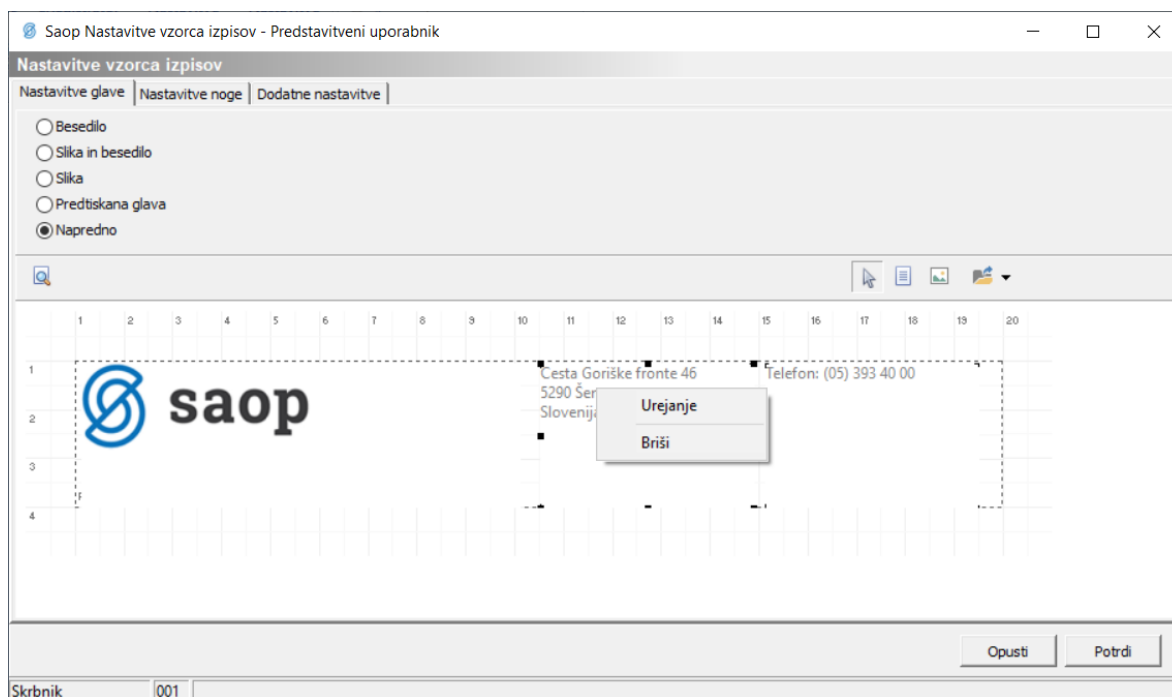 Saop Nastavitve vzorca izpisov - Predstavitveni uporabnik
Nastavitve vzorca izpisov
Nastavitve glave Nastavitve noge Dodatne nastavitve
Besedilo
Slika in besedilo
Slika
Predtiskana glava
Napredno
1 2 3 4 5 6 7 8 9 10 11 12 13 14 15 16 17 18 19 20
1
2
3
4
saop
Cesta Goriške fronte 46
5290
Telefon: (05) 393 40 00
Urejanje
Briši
Opusti Potrdi
Skrbnik 001